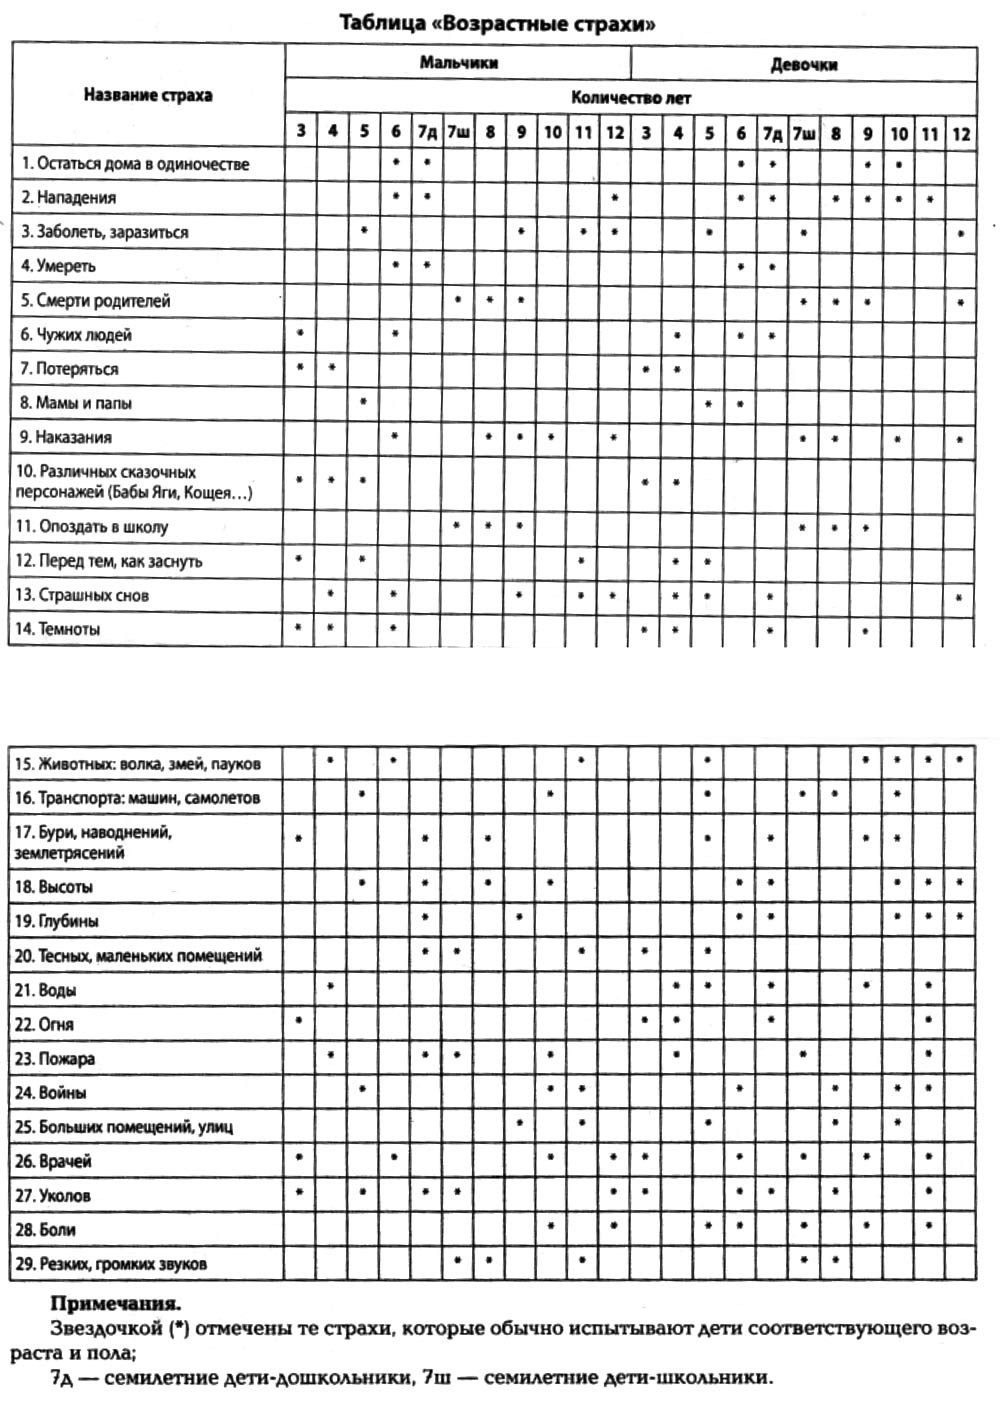 Таблица «Возрастные страхи»
Название страха
Мальчики Девочки
Количество лет
3 4 5 6 7д 7ш 8 9 10 11 12 3 4 5 6 7д 7ш 8 9 10 11 12
1. Остаться дома в одиночестве * * * * * *
2. Нападения * * * * * * * * *
3. Заболеть, заразиться * * * * * * *
4. Умереть * * * *
5. Смерти родителей * * * * * * *
6. Чужих людей * * * * *
7. Потеряться * * * *
8. Мамы и папы * * *
9. Наказания * * * * * * * * *
10. Различных сказочных
персонажей (Бабы Яги, Кощея…) * * * * *
11. Опоздать в школу * * * * * *
12. Перед тем, как заснуть * * * * *
13. Страшных снов * * * * * * * * *
14. Темноты * * * * * * *
15. Животных: волка, змей, пауков * * * * * * * *
16. Транспорта: машин, самолетов * * * * * *
17. Бури, наводнений,
землетрясений * * * * * * *
18. Высоты * * * * * * * * *
19. Глубины * * * * * * *
20. Тесных, маленьких помещений * * * * *
21. Воды * * * * * *
22. Огня * * * * *
23. Пожара * * * * * * *
24. Войны * * * * * * *
25. Больших помещений, улиц * * * * *
26. Врачей * * * * * * * * *
27. Уколов * * * * * * * * * *
28. Боли * * * * * * *
29. Резких, громких звуков * * * * *
Примечания.
Звездочкой (*) отмечены те страхи, которые обычно испытывают дети соответствующего воз-
раста и пола;
7д — семилетние дети-дошкольники, 7ш — семилетние дети-школьники.